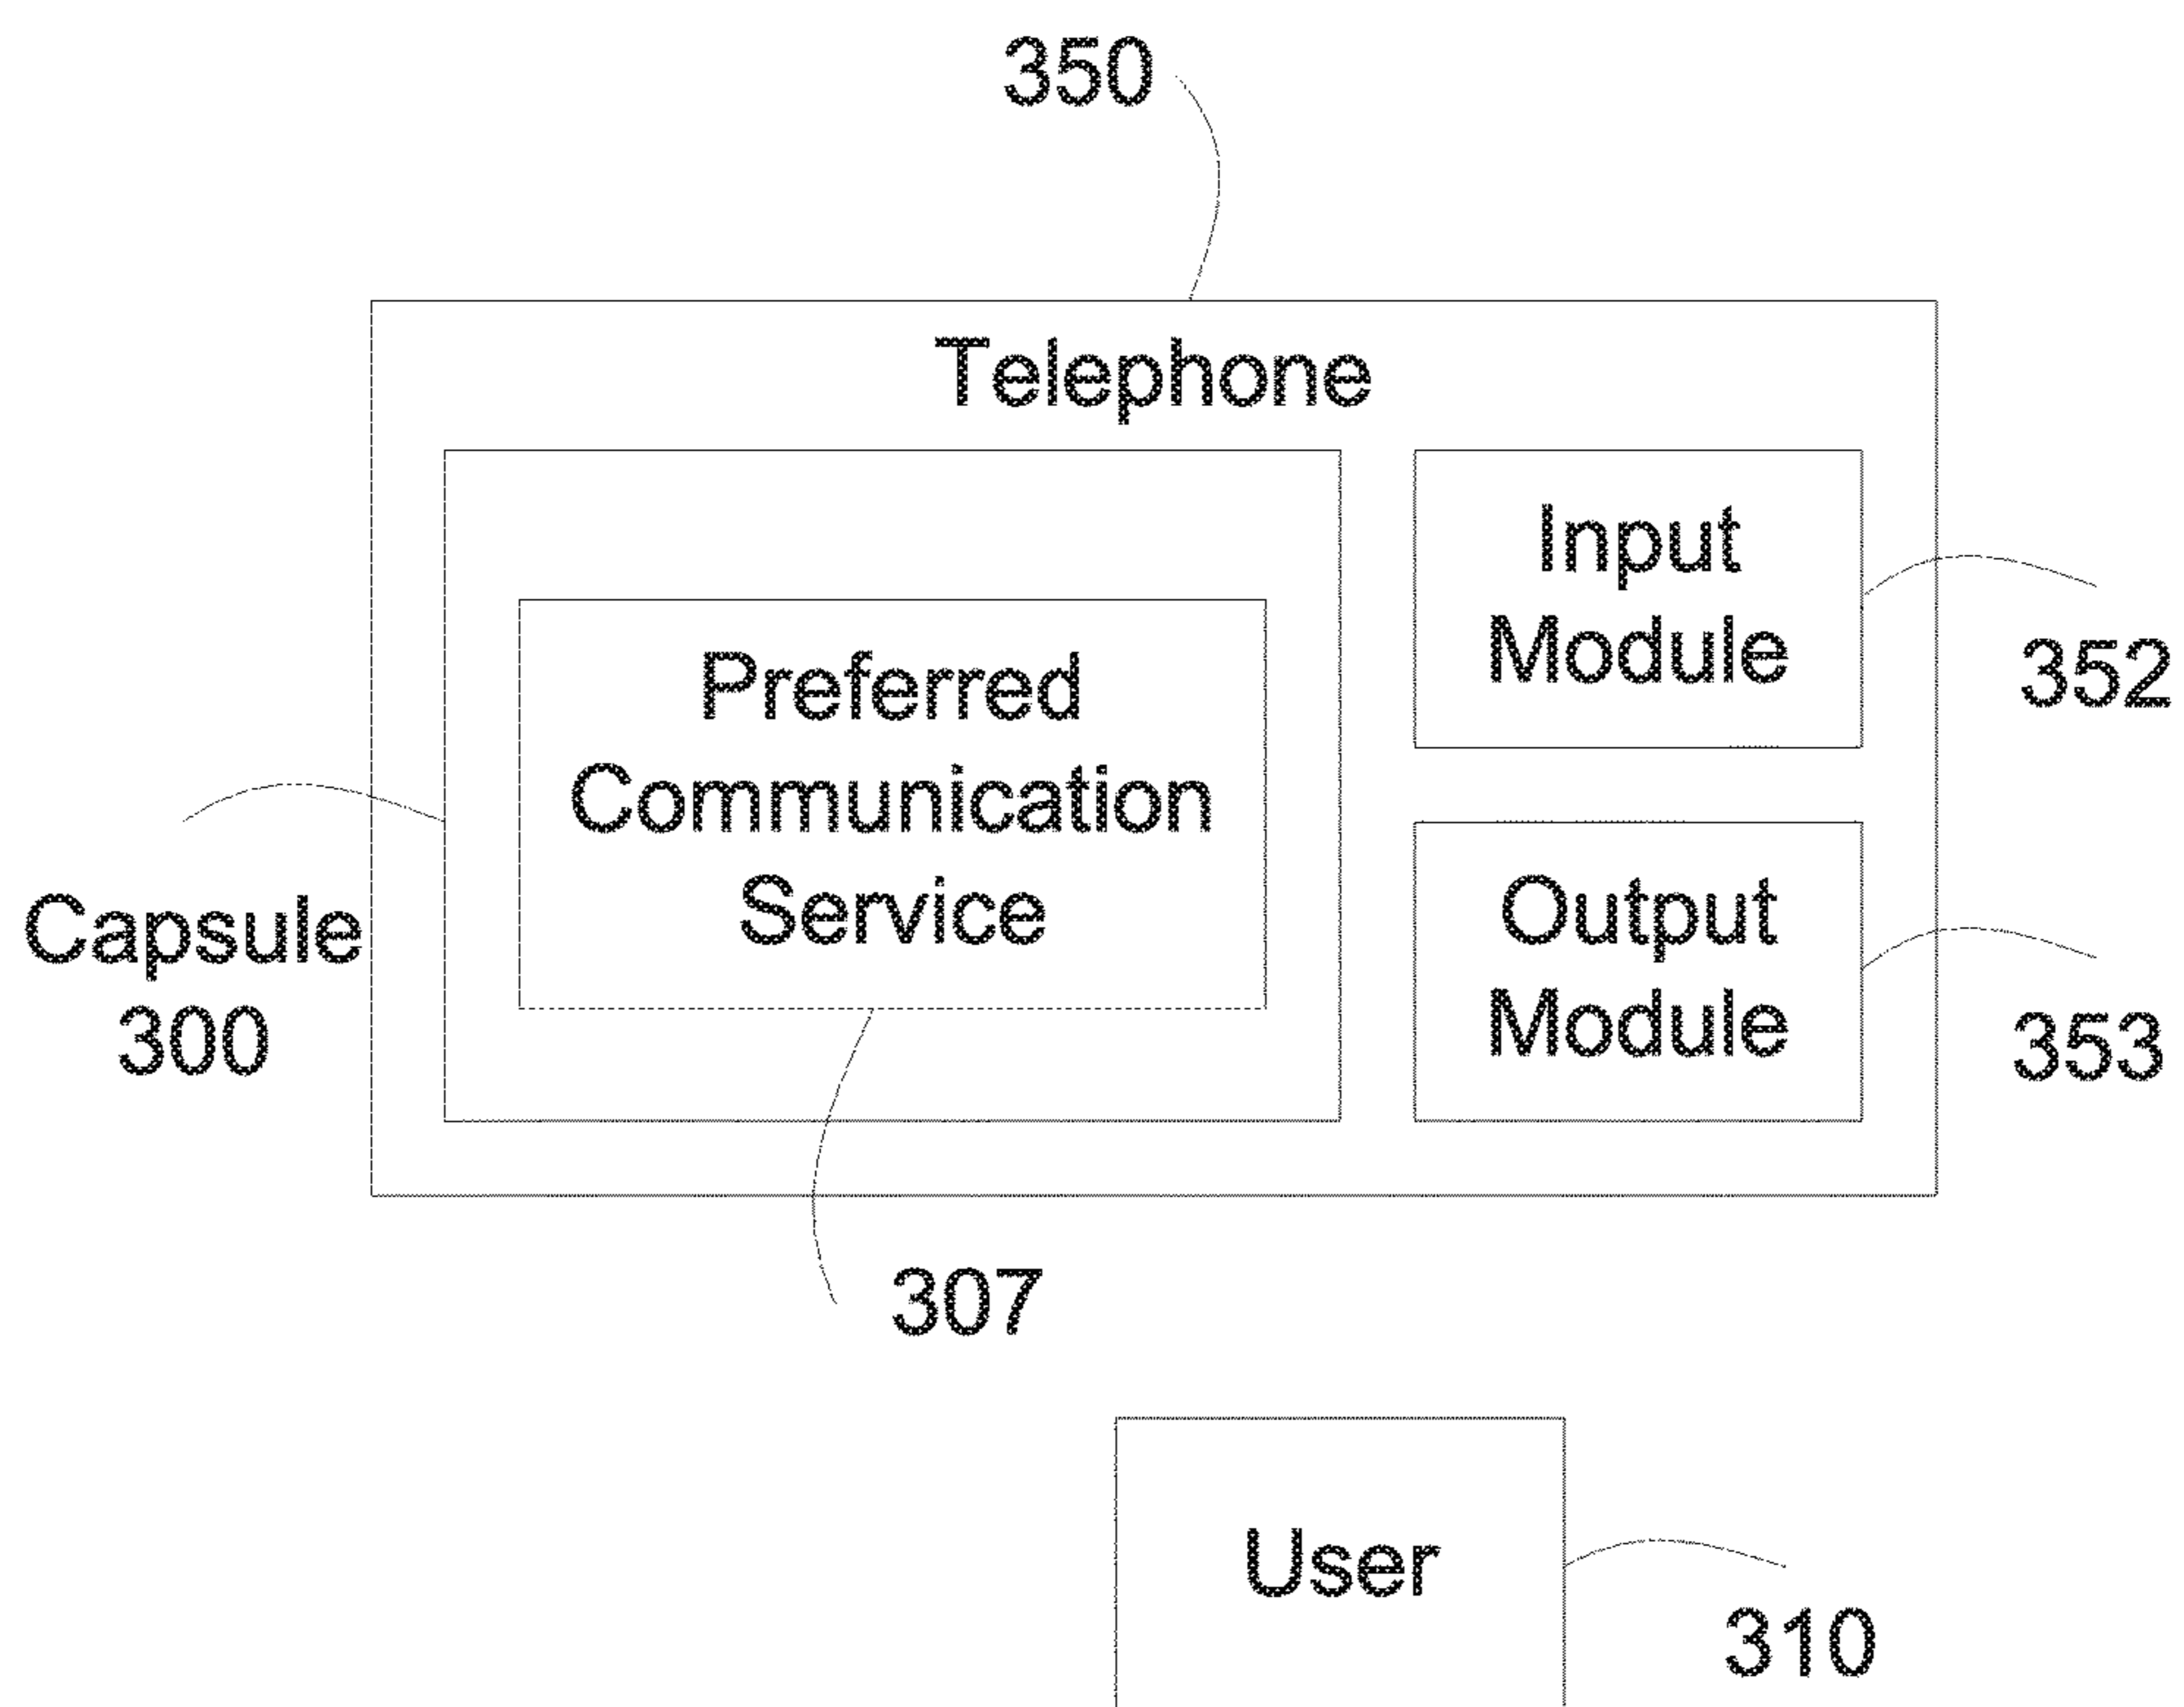 350
Telephone
Input
Module
352
Preferred
Communication
Service
Capsule
300
Output
Module
353
307
User
310